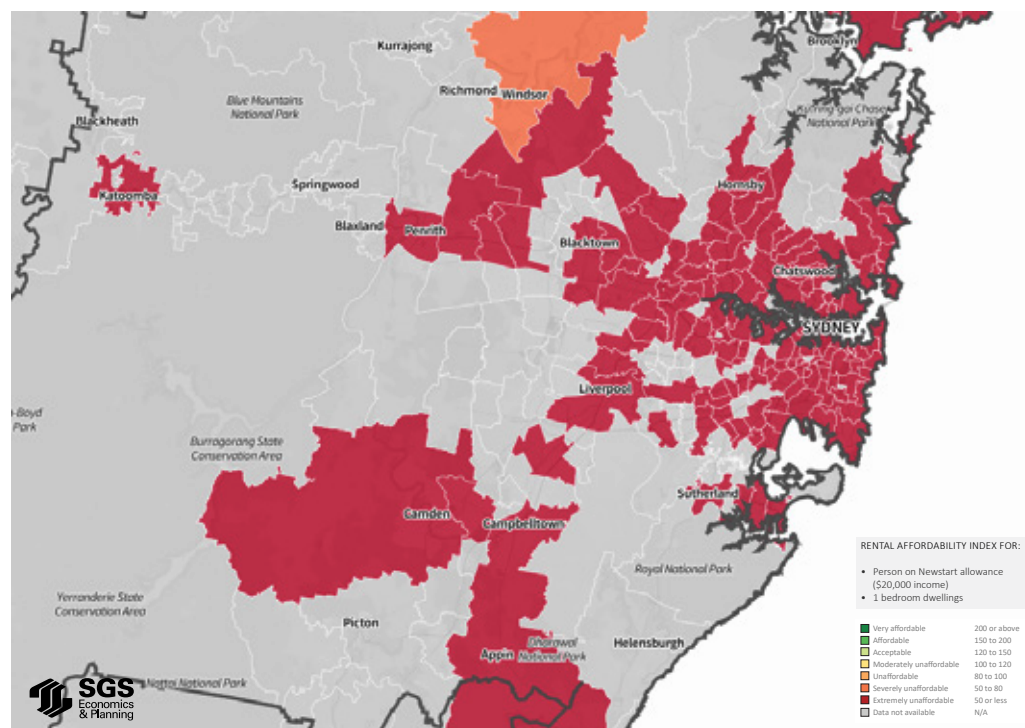 Kurrajong
Brooklyn
Richmond Windsor
Blue Mountains
National Park
Ku-ring-gai Chase
National Park
Blackheath
Katoomba
Springwood
Hornsby
Blaxland
Penrith
Blacktown
Chatswood
SYDNEY
Liverpool
-Boyd
Park
Burragorang State
Conservation Area
Sutherland
Camden
Campbelltown
RENTAL AFFORDABILITY INDEX FOR:
• Person on Newstart allowance
($20,000 income)
• 1 bedroom dwellings
Royal National Park
Yerranderie State
Conservation Area
Picton
Helensburgh
Dharawal
National Park
Appin
Very affordable 200 or above
Affordable 150 to 200
Acceptable 120 to 150
Moderately unaffordable 100 to 120
Unaffordable 80 to 100
Severely unaffordable 50 to 80
Extremely unaffordable 50 or less
Data not available N/A
Nattai National Park
SGS
Economics
& Planning